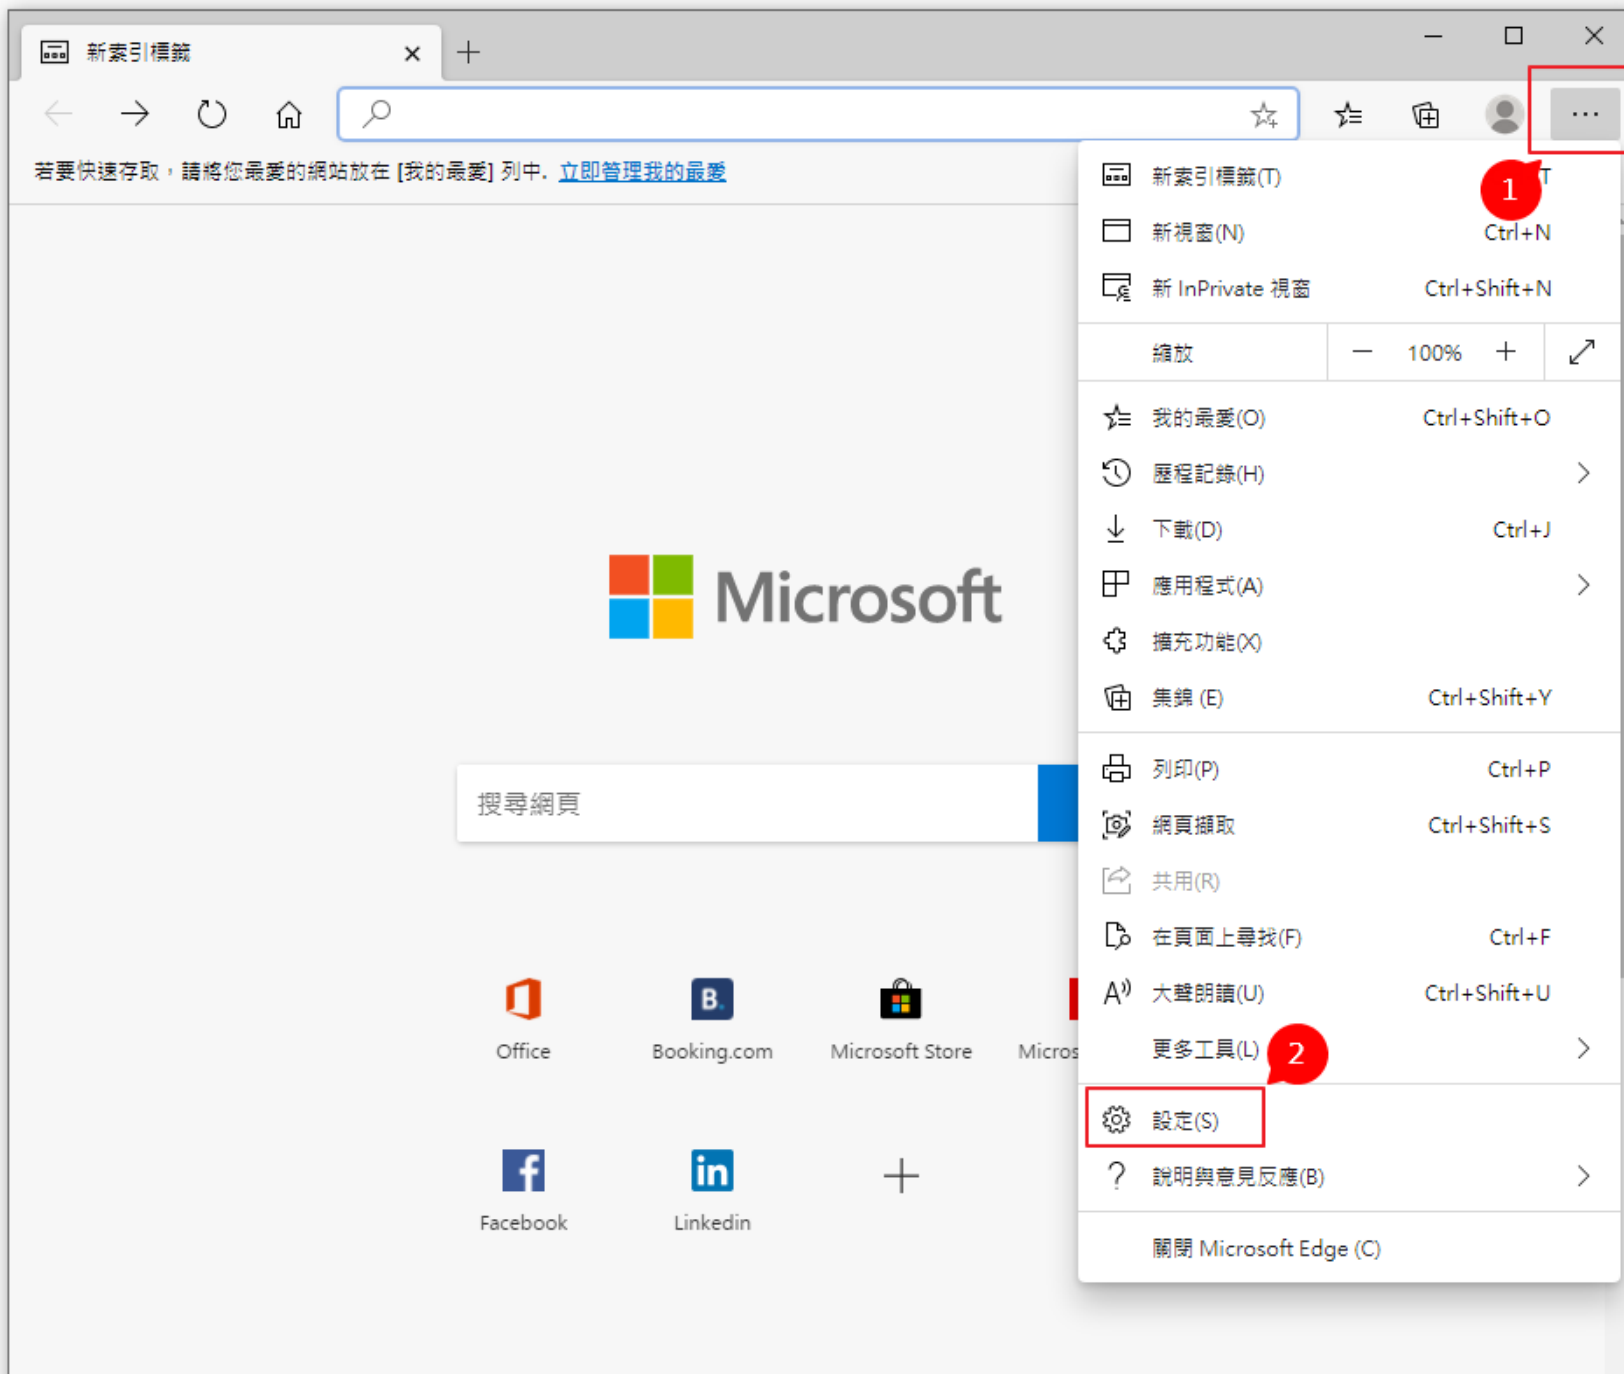 新索引標籤
若要快速存取，請將您最愛的網站放在 [我的最愛] 列中. 立即管理我的最愛
1
新索引標籤(T)
T
新視窗(N) Ctrl+N
新 InPrivate 視窗 Ctrl+Shift+N
縮放 100%
我的最愛(O) Ctrl+Shift+O
歷程記錄(H)
下載(D) Ctrl+J
應用程式(A)
擴充功能(X)
集錦 (E) Ctrl+Shift+Y
列印(P) Ctrl+P
網頁擷取 Ctrl+Shift+S
共用(R)
在頁面上尋找(F) Ctrl+F
大聲朗讀(U) Ctrl+Shift+U
更多工具(L)
2
設定(S)
說明與意見反應(B)
關閉 Microsoft Edge (C)
Microsoft
搜尋網頁
B.
Office
Booking.com
Microsoft Store
Micros
f
in
Facebook
Linkedin